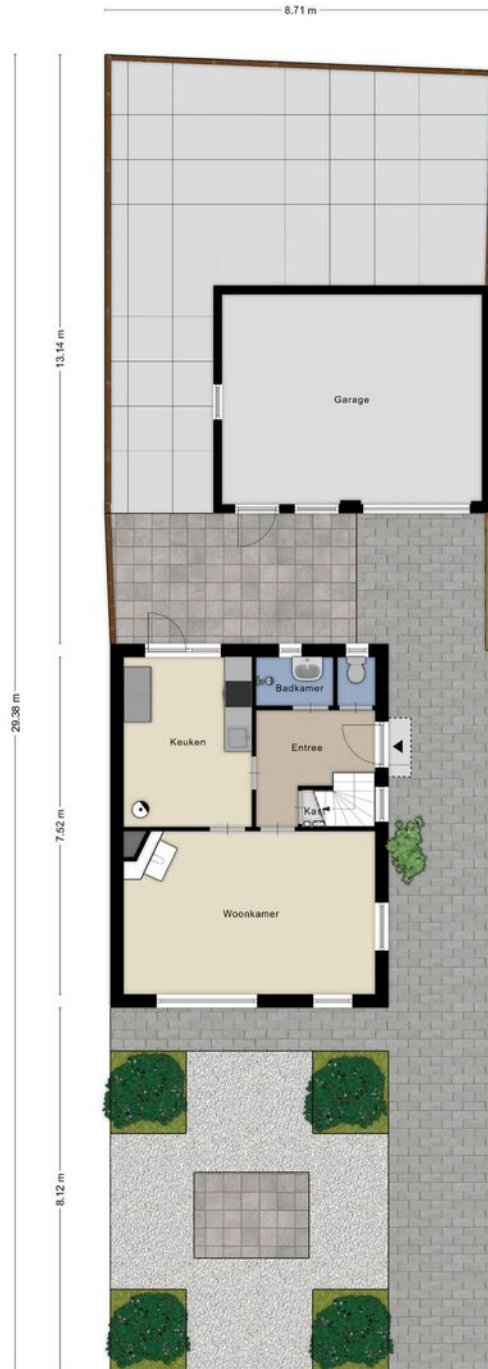 8.71 m
13.14 m
Garage
29.38 m
Keuken
Badkamer
Entree
7.52 m
Kast
Woonkamer
8.12 m